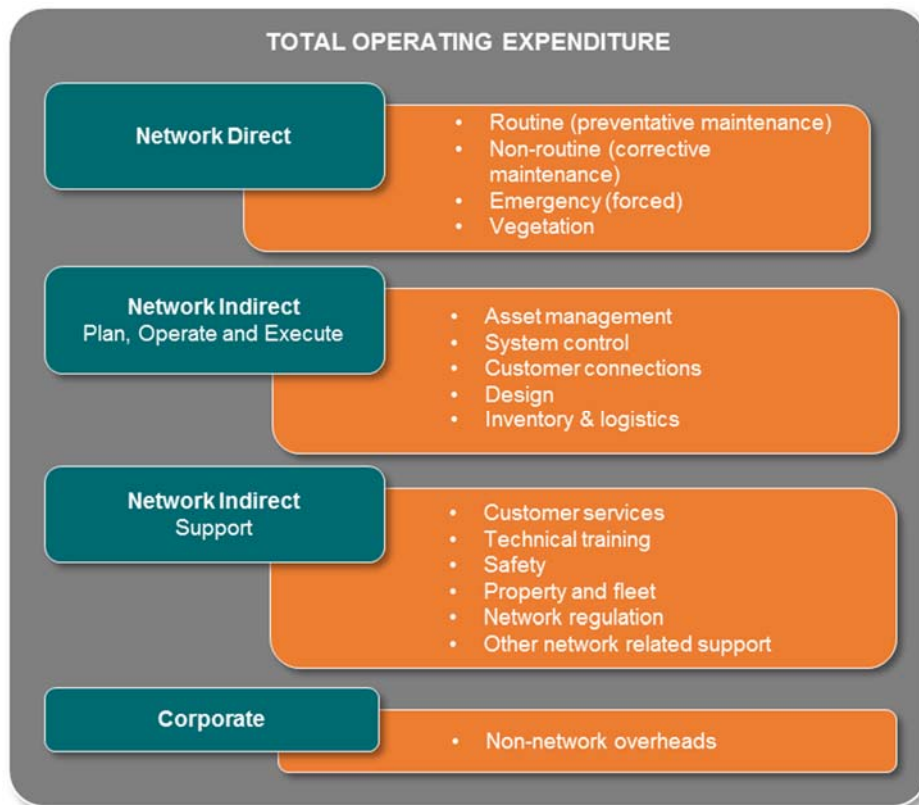 TOTAL OPERATING EXPENDITURE
Network Direct
• Routine (preventative maintenance)
• Non-routine (corrective
maintenance)
• Emergency (forced)
• Vegetation
Network Indirect
Plan, Operate and Execute
• Asset management
• System control
• Customer connections
• Design
• Inventory & logistics
Network Indirect
Support
• Customer services
• Technical training
• Safety
• Property and fleet
• Network regulation
• Other network related support
Corporate
• Non-network overheads